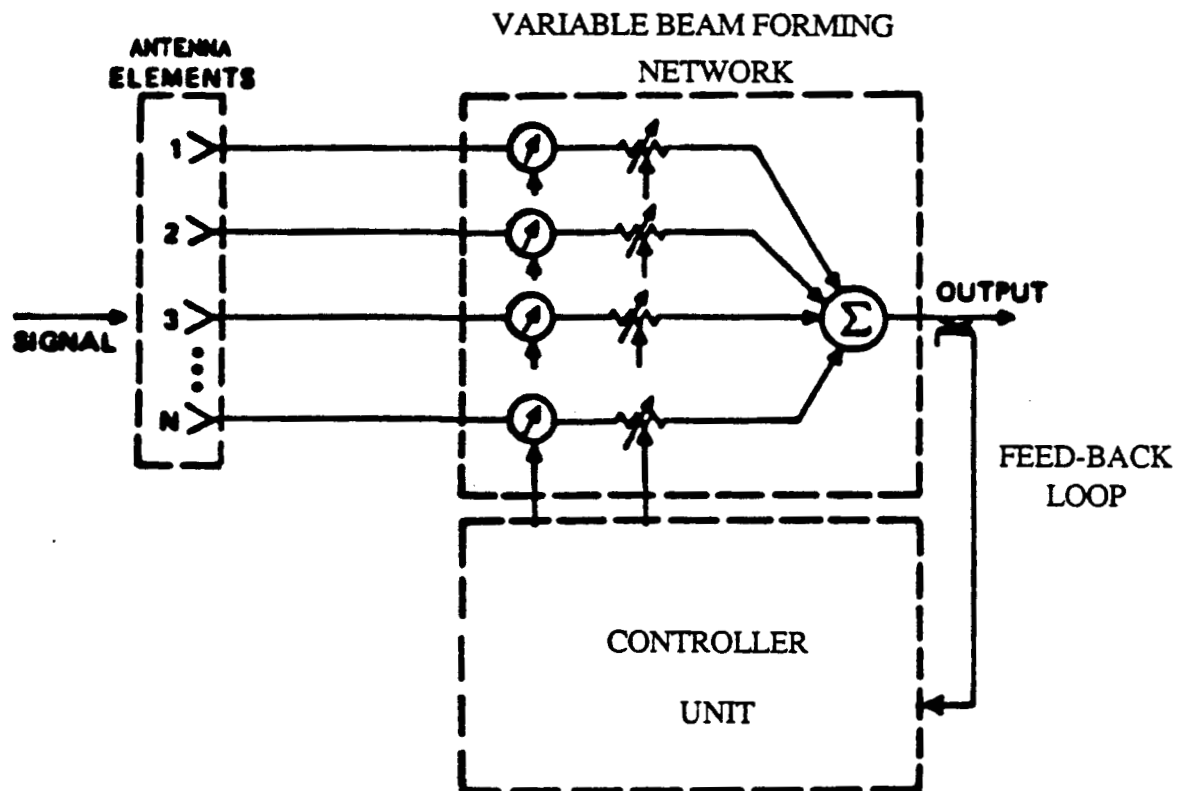 VARIABLE BEAM FORMING
NETWORK
ANTENNA
ELEMENTS
1
2
SIGNAL
3
N
Σ
OUTPUT
FEED-BACK
LOOP
CONTROLLER
UNIT